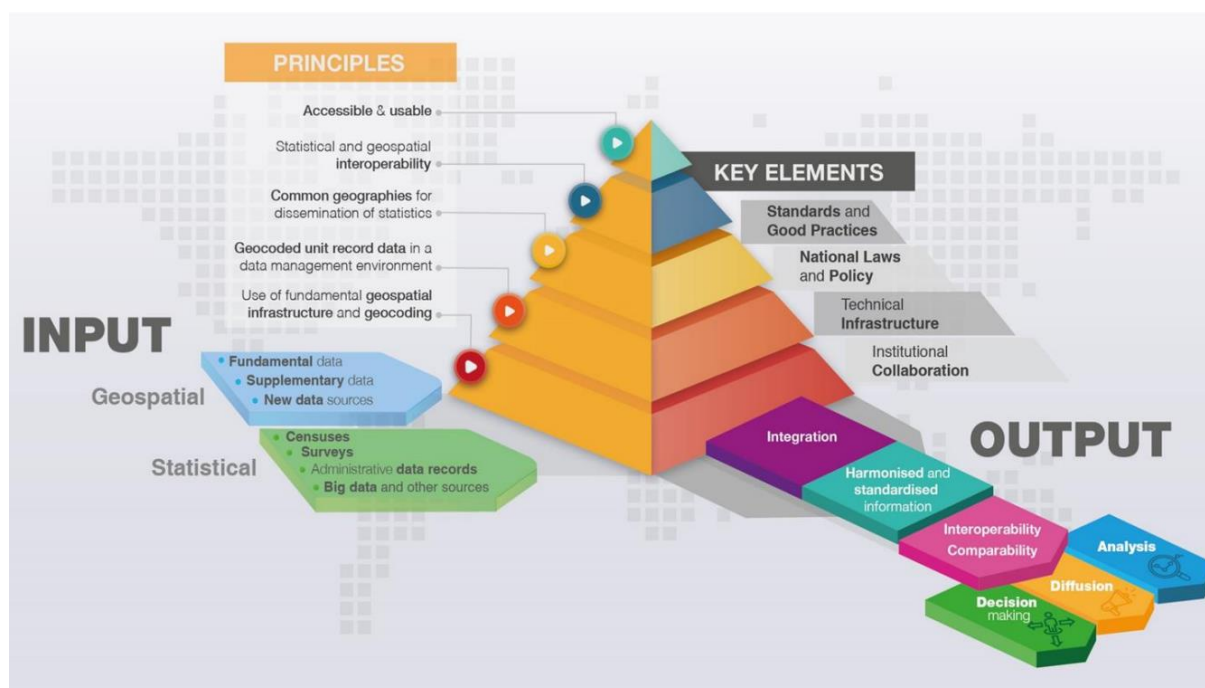 PRINCIPLES
Accessible & usable
Statistical and geospatial
interoperability
Common geographies for
dissemination of statistics
Geocoded unit record data in a
data management environment
Use of fundamental geospatial
infrastructure and geocoding
KEY ELEMENTS
Standards and
Good Practices
National Laws
and Policy
Technical
Infrastructure
Institutional
Collaboration
INPUT
Geospatial
Fundamental data
Supplementary data
New data sources
Statistical
Censuses
Surveys
Administrative data records
Big data and other sources
OUTPUT
Integration
Harmonised and
standardised
information
Interoperability
Comparability
Analysis
Diffusion
Decision
making